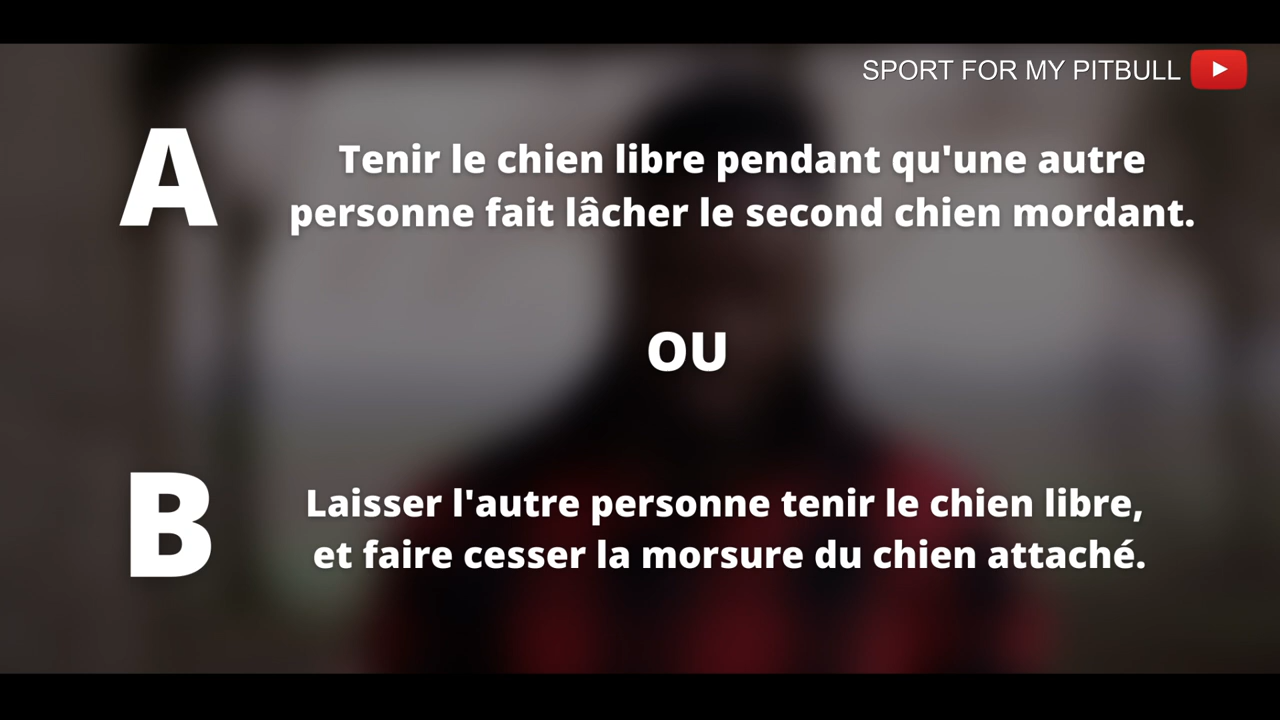 SPORT FOR MY PITBULL
A
Tenir le chien libre pendant qu'une autre
personne fait lâcher le second chien mordant.
OU
B
Laisser l'autre personne tenir le chien libre,
et faire cesser la morsure du chien attaché.